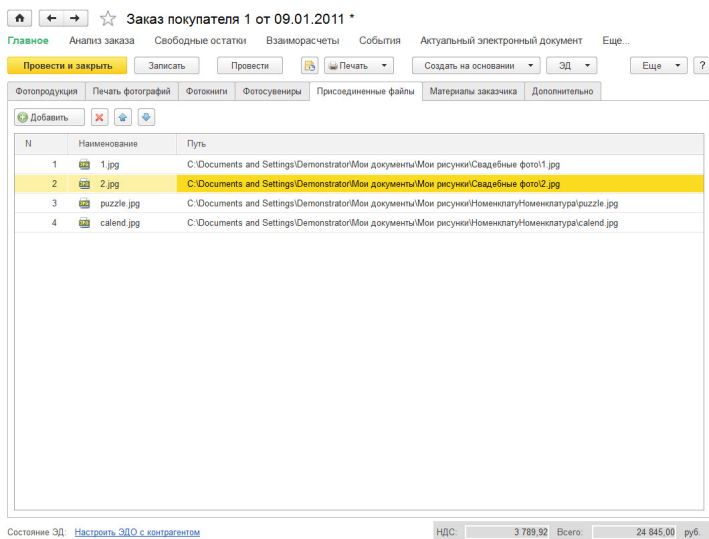 Заказ покупателя 1 от 09.01.2011 *
Главное Анализ заказа Свободные остатки Взаиморасчеты События Актуальный электронный документ Еще...
Провести и закрыть Записать Провести Печать Создать на основании ЭД Еще ?
Фотопродукция Печать фотографий Фотокниги Фотосувениры Присоединенные файлы Материалы заказчика Дополнительно
Добавить
N Наименование Путь
1 1.jpg C:\Documents and Settings\Demonstrator\Мои документы\Мои рисунки\Свадебные фото\1.jpg
2 2.jpg C:\Documents and Settings\Demonstrator\Мои документы\Мои рисунки\Свадебные фото\2.jpg
3 puzzle.jpg C:\Documents and Settings\Demonstrator\Мои документы\Мои рисунки\НоменклатуНоменклатура\puzzle.jpg
4 calend.jpg C:\Documents and Settings\Demonstrator\Мои документы\Мои рисунки\НоменклатуНоменклатура\calend.jpg
Состояние ЭД: Настроить ЭДО с контрагентом НДС: 3 789,92 Всего: 24 845,00 руб.